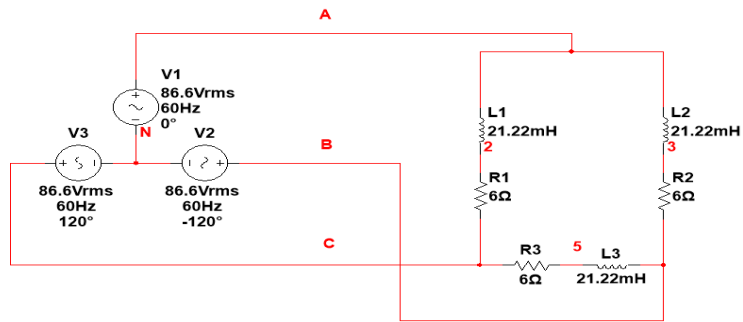 A
V1
86.6Vrms
60Hz
0°
N
V3
86.6Vrms
60Hz
120°
V2
86.6Vrms
60Hz
-120°
B
C
L1
21.22mH
2
R1
6Ω
L2
21.22mH
3
R2
6Ω
R3
6Ω
5
L3
21.22mH